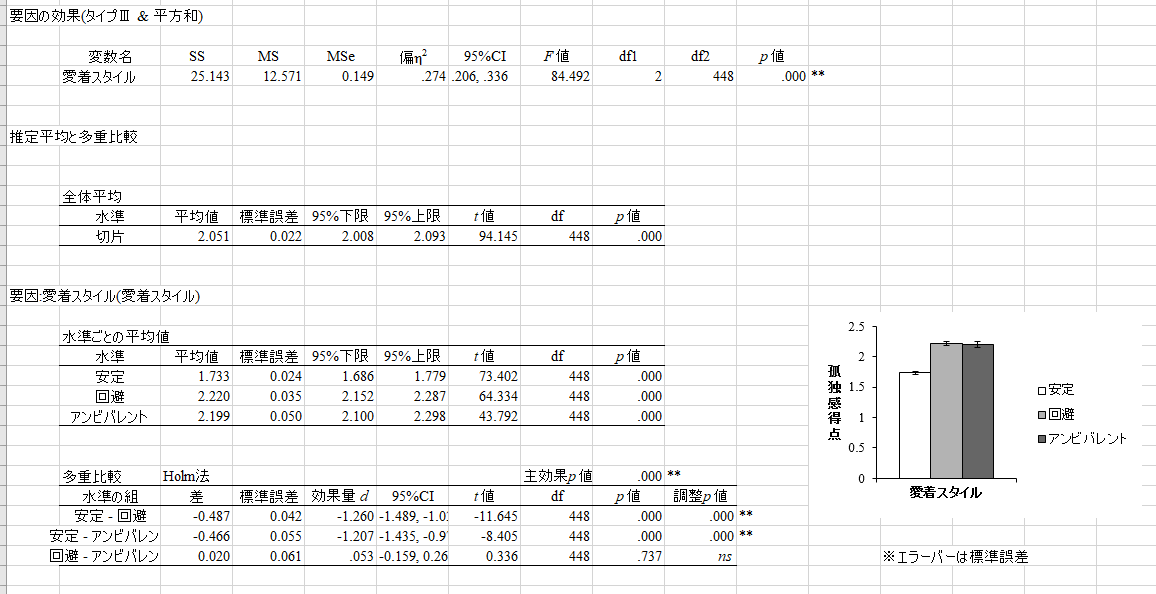 要因の効果(タイプⅢ & 平方和)
変数名 SS MS MSe 偏η2 95%CI F値 df1 df2 p値
愛着スタイル 25.143 12.571 0.149 .274 .206, .336 84.492 2 448 .000 **
推定平均と多重比較
全体平均
水準 平均値 標準誤差 95%下限 95%上限 t値 df p値
切片 2.051 0.022 2.008 2.093 94.145 448 .000
要因:愛着スタイル(愛着スタイル)
水準ごとの平均値
水準 平均値 標準誤差 95%下限 95%上限 t値 df p値
安定 1.733 0.024 1.686 1.779 73.402 448 .000
回避 2.220 0.035 2.152 2.287 64.334 448 .000
アンビバレント 2.199 0.050 2.100 2.298 43.792 448 .000
多重比較 Holm法 主効果p値 .000 **
水準の組 差 標準誤差 効果量 d 95%CI t値 df p値 調整p値
安定 - 回避 -0.487 0.042 -1.260 -1.489, -1.0 -11.645 448 .000 .000 **
安定 - アンビバレン -0.466 0.055 -1.207 -1.435, -0.9 -8.405 448 .000 .000 **
回避 - アンビバレン 0.020 0.061 .053 -0.159, 0.26 0.336 448 .737 ns
2.5
2
1.5
1
0.5
0
孤独感得点
愛着スタイル
安定
回避
アンビバレント
※エラーバーは標準誤差